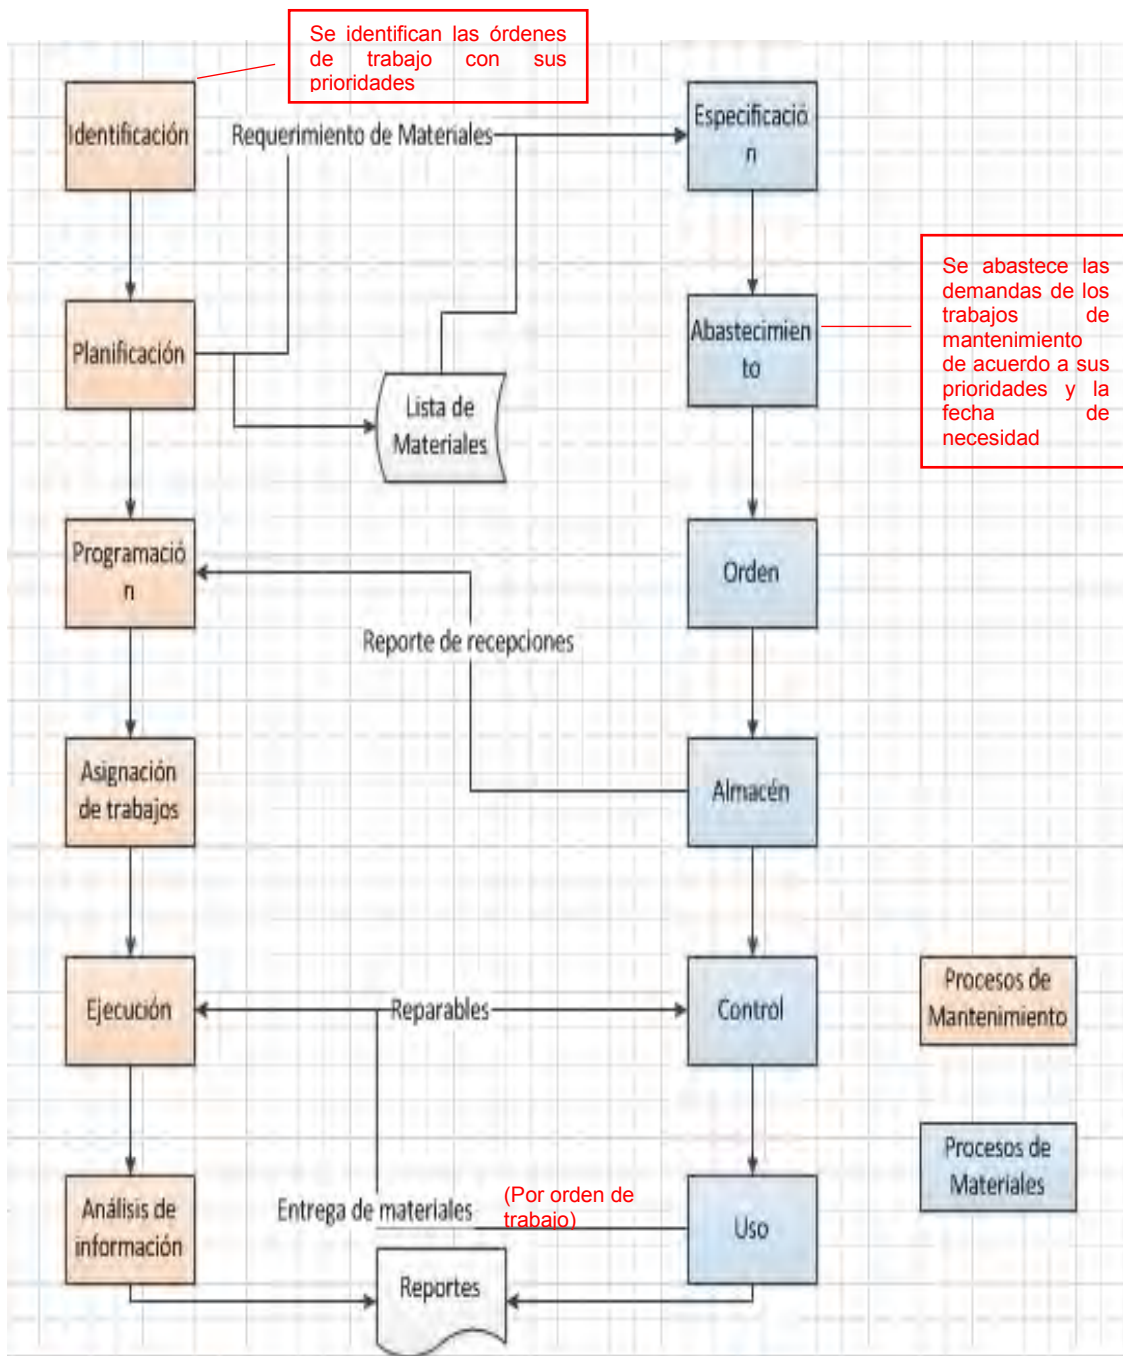 Se identifican las órdenes
de trabajo con sus
prioridades
Identificación
Requerimiento de Materiales
Especificació
n
Se abastece las
demandas de los
trabajos de
mantenimiento
de acuerdo a sus
prioridades y la
fecha de
necesidad
Planificación
Abastecimien
to
Lista de
Materiales
Programació
n
Orden
Reporte de recepciones
Asignación
de trabajos
Almacén
Ejecución
Reparables
Control
Procesos de
Mantenimiento
Procesos de
Materiales
Análisis de
información
Entrega de materiales
(Por orden de
trabajo)
Uso
Reportes